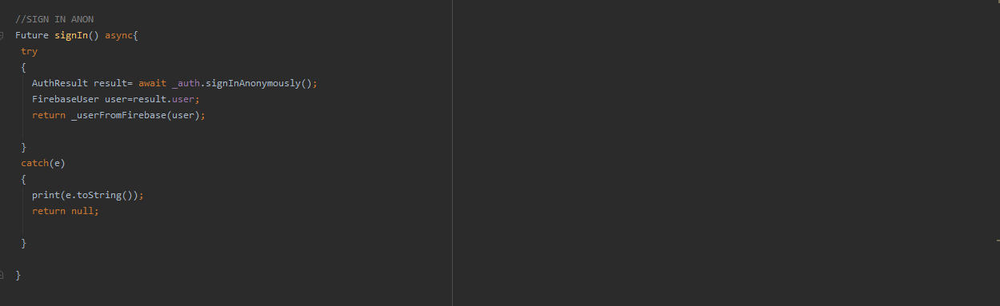 //SIGN IN ANON
Future signIn() async{
try
{
AuthResult result= await _auth.signInAnonymously();
FirebaseUser user=result.user;
return _userFromFirebase(user);
}
catch(e)
{
print(e.toString());
return null;
}
}